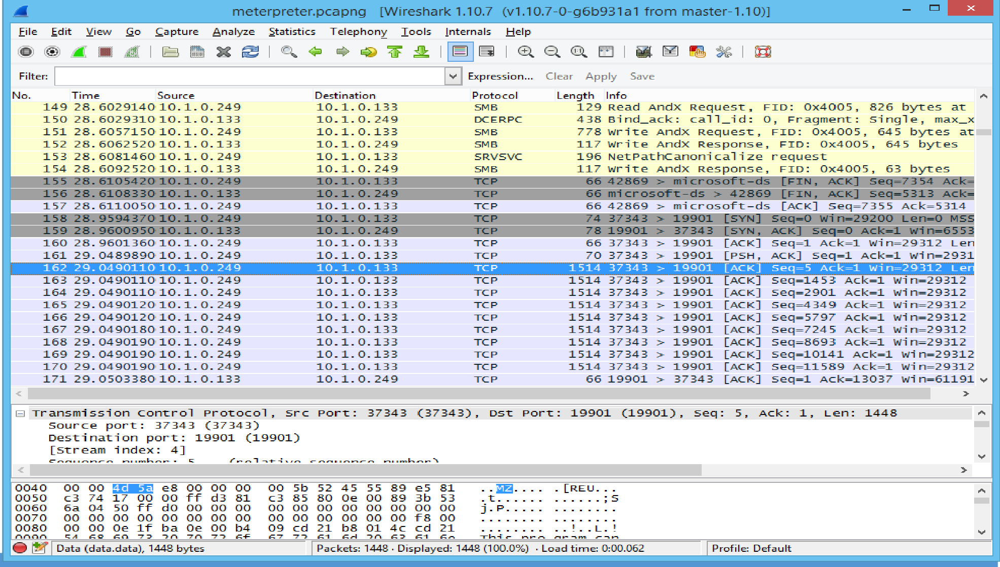 meterpreter.pcapng [Wireshark 1.10.7 (v1.10.7-0-g6b931a1 from master-1.10)]
File Edit View Go Capture Analyze Statistics Telephony Tools Internals Help
Filter: Expression... Clear Apply Save
No. Time Source Destination Protocol Length Info
149 28.6029140 10.1.0.249 10.1.0.133 SMB 129 Read AndX Request, FID: 0x4005, 826 bytes at
150 28.6029310 10.1.0.133 10.1.0.249 DCERPC 438 Bind_ack: call_id: 0, Fragment: Single, max_x
151 28.6057150 10.1.0.249 10.1.0.133 SMB 778 Write AndX Request, FID: 0x4005, 645 bytes at
152 28.6062520 10.1.0.133 10.1.0.249 SMB 117 Write AndX Response, FID: 0x4005, 645 bytes
153 28.6081460 10.1.0.249 10.1.0.133 SRVSVC 196 NetPathCanonicalize request
154 28.6092520 10.1.0.133 10.1.0.249 SMB 117 Write AndX Response, FID: 0x4005, 63 bytes
155 28.6105420 10.1.0.249 10.1.0.133 TCP 66 42869 > microsoft-ds [FIN, ACK] Seq=7354 Ack=
156 28.6108330 10.1.0.133 10.1.0.249 TCP 66 microsoft-ds > 42869 [FIN, ACK] Seq=5313 Ack=
157 28.6110050 10.1.0.249 10.1.0.133 TCP 66 42869 > microsoft-ds [ACK] Seq=7355 Ack=5314
158 28.9594370 10.1.0.249 10.1.0.133 TCP 74 37343 > 19901 [SYN] Seq=0 Win=29200 Len=0 MSS
159 28.9600950 10.1.0.133 10.1.0.249 TCP 78 19901 > 37343 [SYN, ACK] Seq=0 Ack=1 Win=6553
160 28.9601360 10.1.0.249 10.1.0.133 TCP 66 37343 > 19901 [ACK] Seq=1 Ack=1 Win=29312 Len
161 29.0489890 10.1.0.249 10.1.0.133 TCP 70 37343 > 19901 [PSH, ACK] Seq=1 Ack=1 Win=2931
162 29.0490110 10.1.0.249 10.1.0.133 TCP 1514 37343 > 19901 [ACK] Seq=5 Ack=1 Win=29312 Len
163 29.0490110 10.1.0.249 10.1.0.133 TCP 1514 37343 > 19901 [ACK] Seq=1453 Ack=1 Win=29312
164 29.0490110 10.1.0.249 10.1.0.133 TCP 1514 37343 > 19901 [ACK] Seq=2901 Ack=1 Win=29312
165 29.0490120 10.1.0.249 10.1.0.133 TCP 1514 37343 > 19901 [ACK] Seq=4349 Ack=1 Win=29312
166 29.0490120 10.1.0.249 10.1.0.133 TCP 1514 37343 > 19901 [ACK] Seq=5797 Ack=1 Win=29312
167 29.0490180 10.1.0.249 10.1.0.133 TCP 1514 37343 > 19901 [ACK] Seq=7245 Ack=1 Win=29312
168 29.0490190 10.1.0.249 10.1.0.133 TCP 1514 37343 > 19901 [ACK] Seq=8693 Ack=1 Win=29312
169 29.0490190 10.1.0.249 10.1.0.133 TCP 1514 37343 > 19901 [ACK] Seq=10141 Ack=1 Win=29312
170 29.0490190 10.1.0.249 10.1.0.133 TCP 1514 37343 > 19901 [ACK] Seq=11589 Ack=1 Win=29312
171 29.0503380 10.1.0.133 10.1.0.249 TCP 66 19901 > 37343 [ACK] Seq=1 Ack=13037 Win=61191
Transmission Control Protocol, Src Port: 37343 (37343), Dst Port: 19901 (19901), Seq: 5, Ack: 1, Len: 1448
Source port: 37343 (37343)
Destination port: 19901 (19901)
[Stream index: 4]
Sequence number: 5 (relative sequence number)
0040 00 00 4d 5a e8 00 00 00 00 5b 52 45 55 89 e5 81 ..MZ.... .[REU...
0050 c3 74 17 00 00 ff d3 81 c3 85 80 0e 00 89 3b 53 .t...... ......;S
0060 6a 04 50 ff d0 00 00 00 00 00 00 00 00 00 00 00 j.P..... ........
0070 00 00 00 00 00 00 00 00 00 00 00 00 00 00 f8 00 ........ ........
0080 00 00 0e 1f ba 0e 00 b4 09 cd 21 b8 01 4c cd 21 ........ ..!..L.!
0090 54 68 69 73 20 70 72 6f 67 72 61 6d 20 63 61 6e This pro gram can
Data (data.data), 1448 bytes Packets: 1448 · Displayed: 1448 (100.0%) · Load time: 0:00.062 Profile: Default